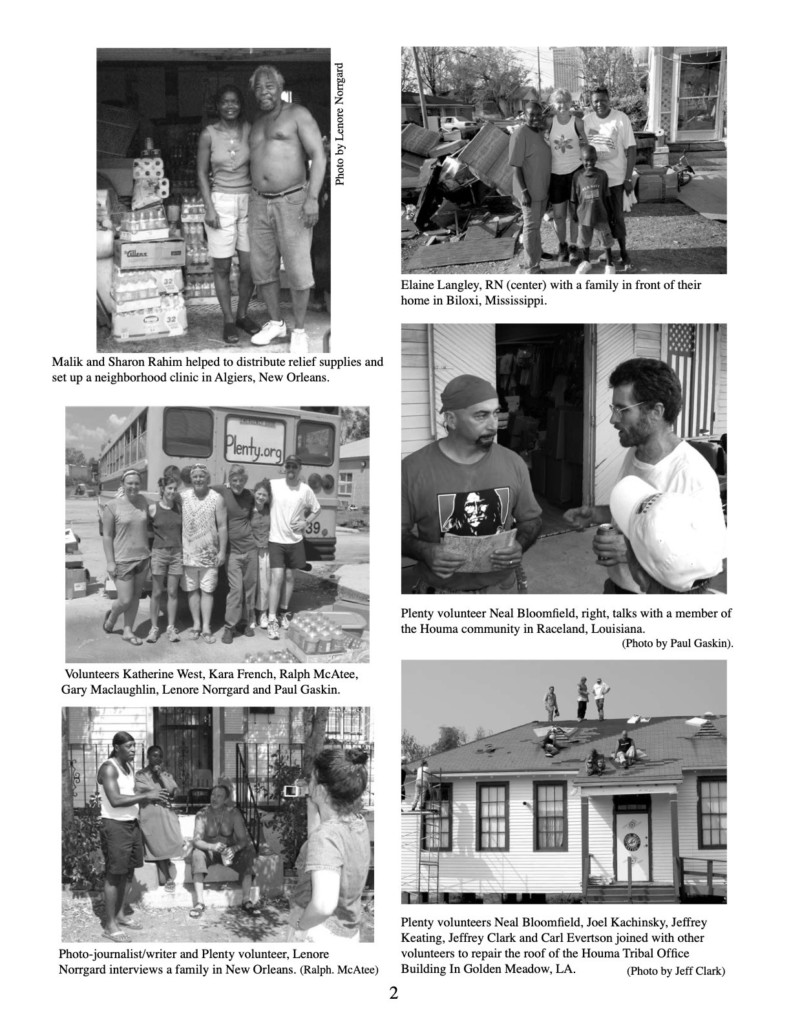 Photo by Lenore Norrgard
32
32
Malik and Sharon Rahim helped to distribute relief supplies and
set up a neighborhood clinic in Algiers, New Orleans.
Plenty.org
39
Volunteers Katherine West, Kara French, Ralph McAtee,
Gary Maclaughlin, Lenore Norrgard and Paul Gaskin.
Photo-journalist/writer and Plenty volunteer, Lenore
Norrgard interviews a family in New Orleans. (Ralph. McAtee)
Elaine Langley, RN (center) with a family in front of their
home in Biloxi, Mississippi.
Plenty volunteer Neal Bloomfield, right, talks with a member of
the Houma community in Raceland, Louisiana.
(Photo by Paul Gaskin).
Plenty volunteers Neal Bloomfield, Joel Kachinsky, Jeffrey
Keating, Jeffrey Clark and Carl Evertson joined with other
volunteers to repair the roof of the Houma Tribal Office
Building In Golden Meadow, LA. (Photo by Jeff Clark)
2